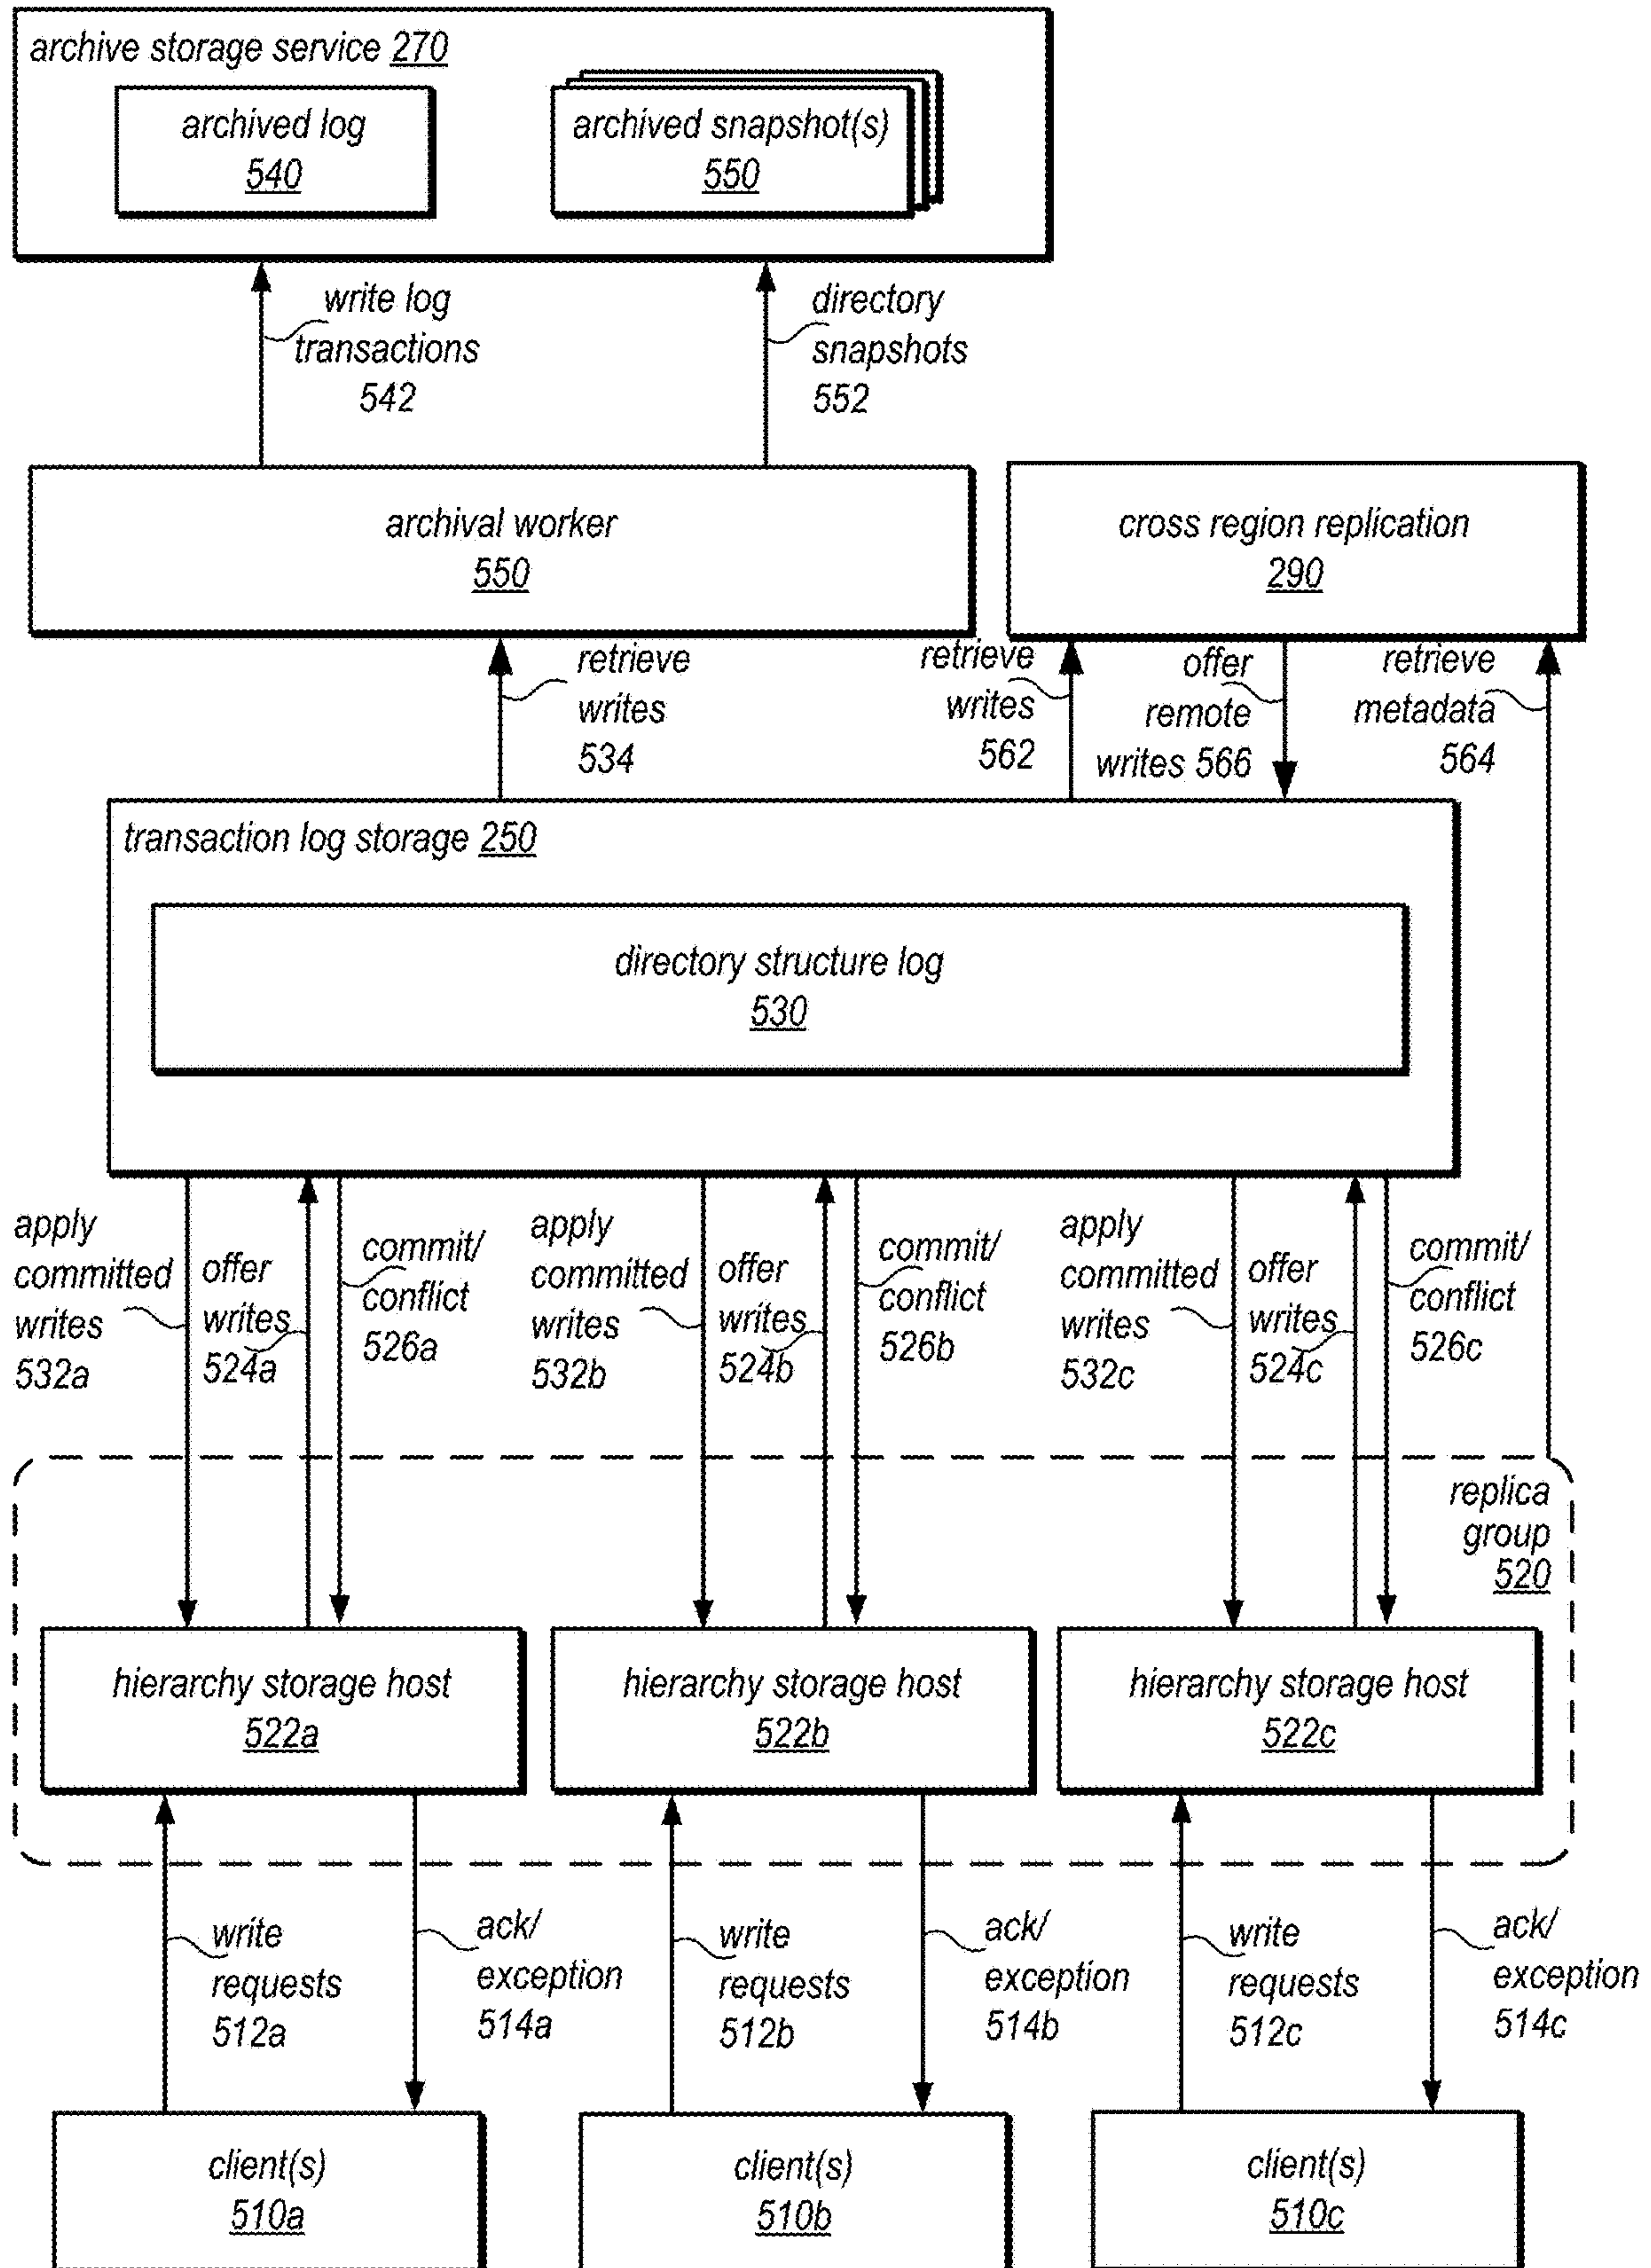 archive storage service 270
archived log
540
archived snapshot(s)
550
write log
transactions
542
directory
snapshots
552
archival worker
550
cross region replication
290
retrieve
writes
534
retrieve
writes
562
offer
remote
writes 566
retrieve
metadata
564
transaction log storage 250
directory structure log
530
apply
committed
writes
532a
offer
writes
524a
commit/
conflict
526a
apply
committed
writes
532b
offer
writes
524b
commit/
conflict
526b
apply
committed
writes
532c
offer
writes
524c
commit/
conflict
526c
replica
group
520
hierarchy storage host
522a
hierarchy storage host
522b
hierarchy storage host
522c
write
requests
512a
ack/
exception
514a
write
requests
512b
ack/
exception
514b
write
requests
512c
ack/
exception
514c
client(s)
510a
client(s)
510b
client(s)
510c